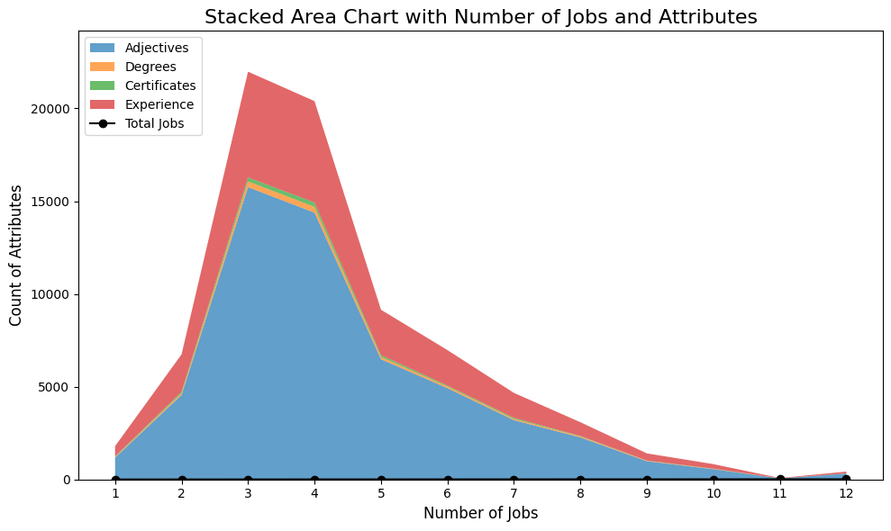 Stacked Area Chart with Number of Jobs and Attributes
Adjectives
Degrees
Certificates
Experience
Total Jobs
Count of Attributes
20000
15000
10000
5000
0
1 2 3 4 5 6 7 8 9 10 11 12
Number of Jobs